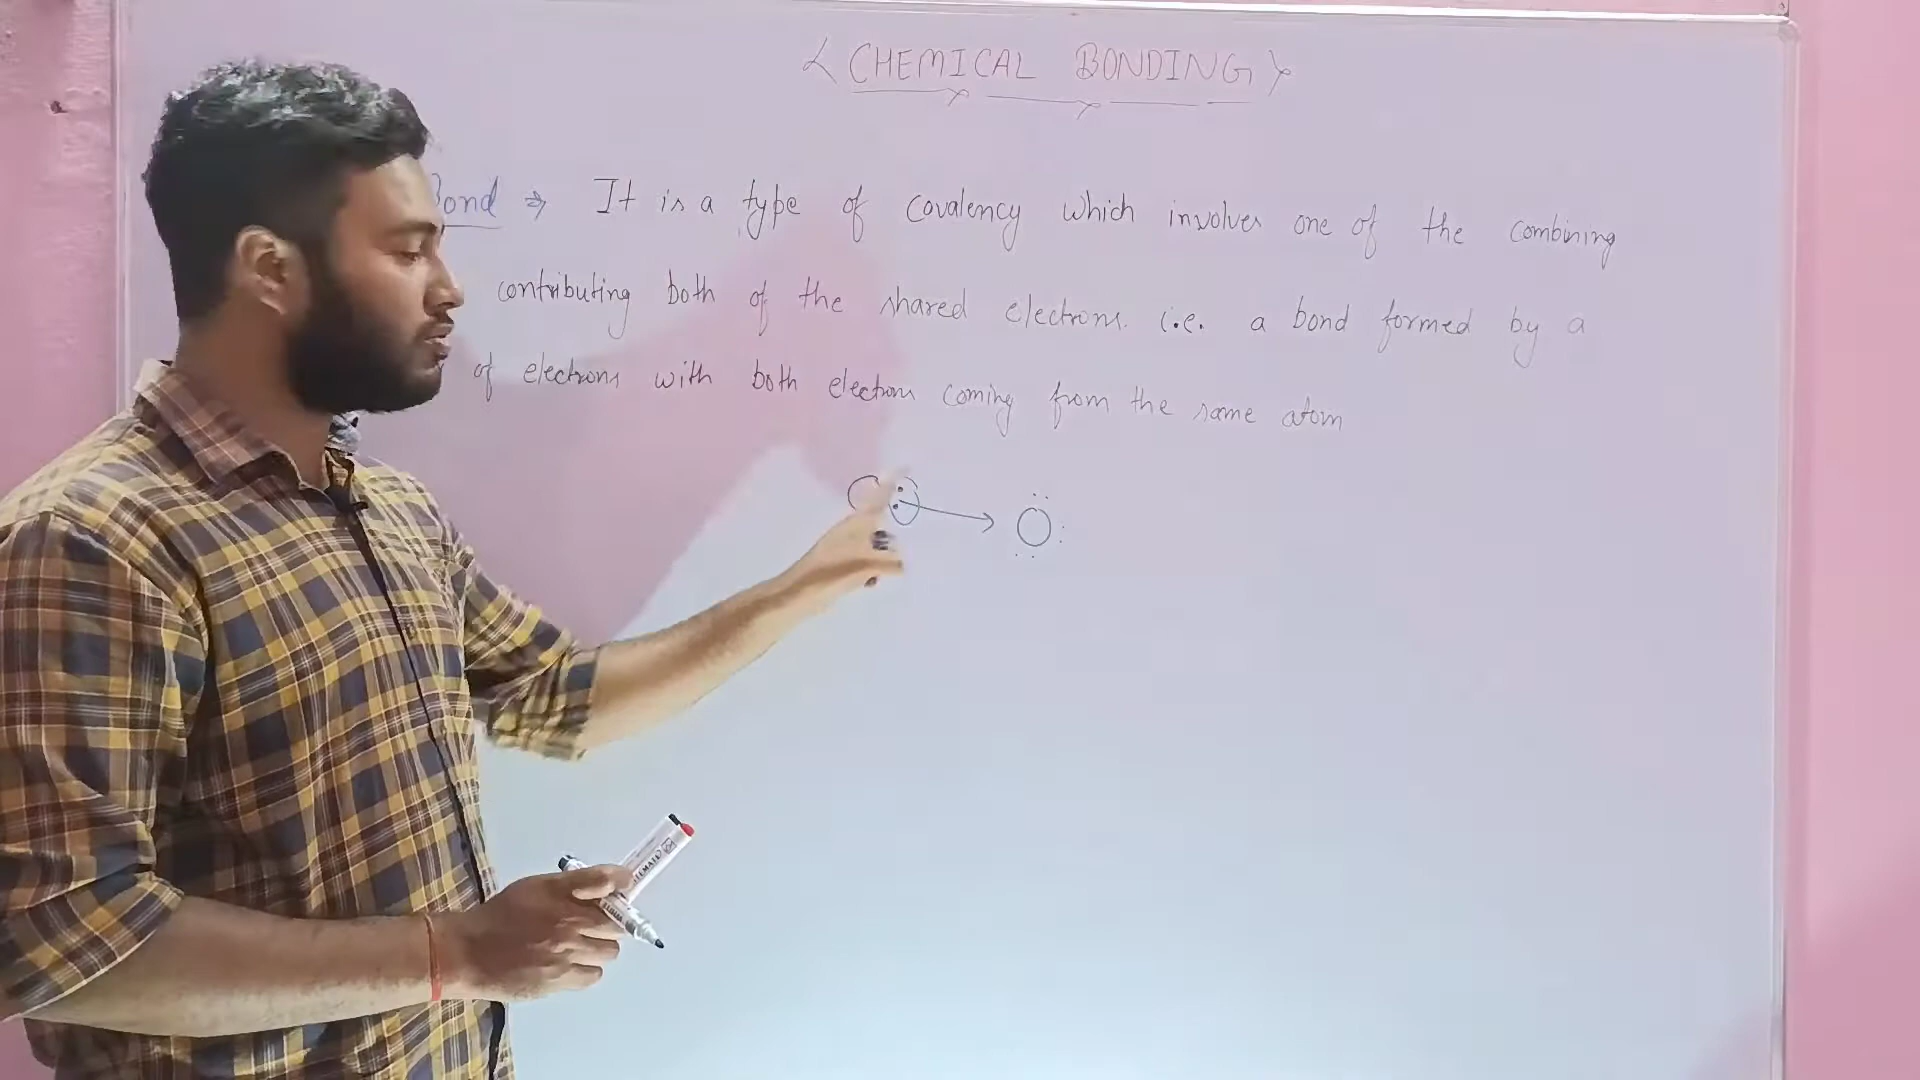 < CHEMICAL BONDING >
Bond ⇒ It is a type of covalency which involves one of the combining
contributing both of the shared electrons. i.e. a bond formed by a
of electrons with both electrons coming from the same atom
O : → O